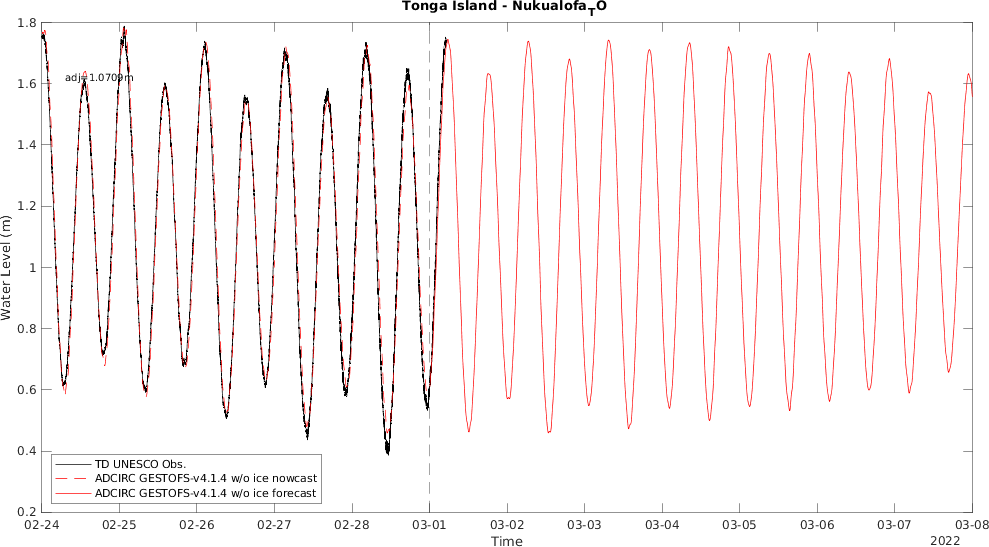 Tonga Island - Nukualofa_TO
1.8
1.6
1.4
1.2
1
0.8
0.6
0.4
0.2
Water Level (m)
adj=1.0709m
TD UNESCO Obs.
ADCIRC GESTOFS-v4.1.4 w/o ice nowcast
ADCIRC GESTOFS-v4.1.4 w/o ice forecast
02-24 02-25 02-26 02-27 02-28 03-01 03-02 03-03 03-04 03-05 03-06 03-07 03-08
Time
2022